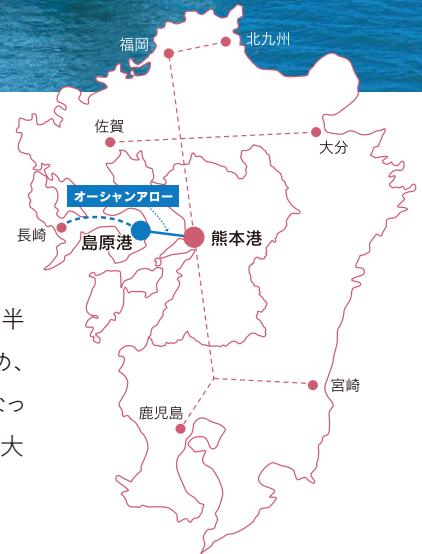 福岡
北九州
佐賀
大分
オーシャンアロー
長崎
島原港
熊本港
半
め、
なっ
大
宮崎
鹿児島